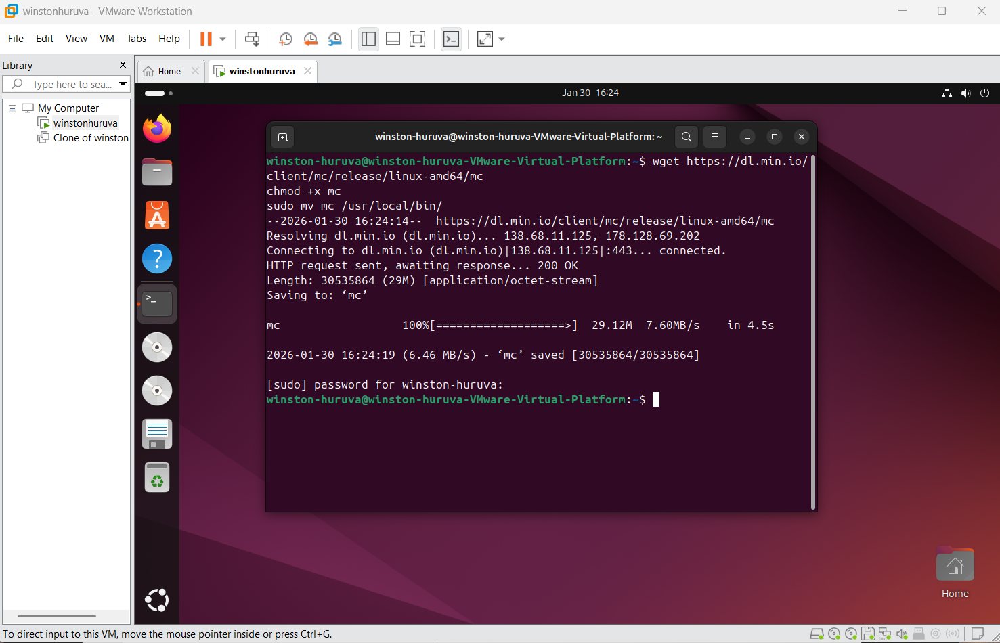 winstonhuruva - VMware Workstation
File Edit View VM Tabs Help
Library
Home
winstonhuruva
Type here to sea...
My Computer
winstonhuruva
Clone of winston
Jan 30 16:24
winston-huruva@winston-huruva-VMware-Virtual-Platform: ~
winston-huruva@winston-huruva-VMware-Virtual-Platform:~$ wget https://dl.min.io/
client/mc/release/linux-amd64/mc
chmod +x mc
sudo mv mc /usr/local/bin/
--2026-01-30 16:24:14-- https://dl.min.io/client/mc/release/linux-amd64/mc
Resolving dl.min.io (dl.min.io)... 138.68.11.125, 178.128.69.202
Connecting to dl.min.io (dl.min.io)|138.68.11.125|:443... connected.
HTTP request sent, awaiting response... 200 OK
Length: 30535864 (29M) [application/octet-stream]
Saving to: ‘mc’
mc 100%[===================>] 29.12M 7.60MB/s in 4.5s
2026-01-30 16:24:19 (6.46 MB/s) - ‘mc’ saved [30535864/30535864]
[sudo] password for winston-huruva:
winston-huruva@winston-huruva-VMware-Virtual-Platform:~$
Home
To direct input to this VM, move the mouse pointer inside or press Ctrl+G.